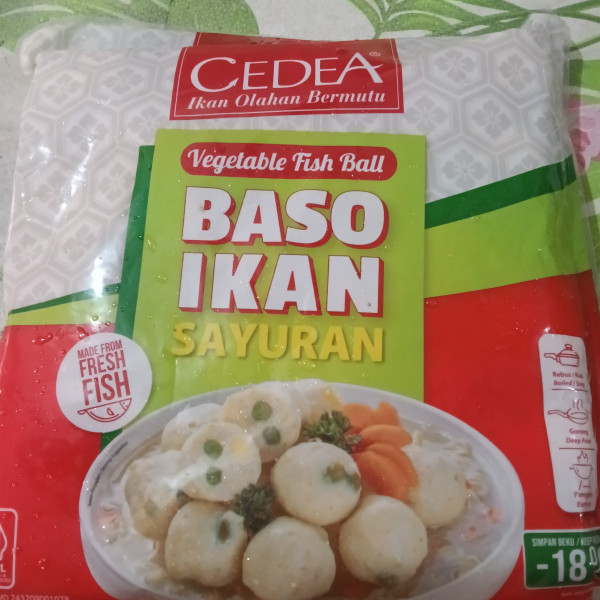 CEDEA®
Ikan Olahan Bermutu
Vegetable Fish Ball
BASO
IKAN
SAYURAN
MADE FROM
FRESH
FISH
Rebus /
Boiled /
Goreng
Deep
SIMPAN BEKU / KEEP
-18